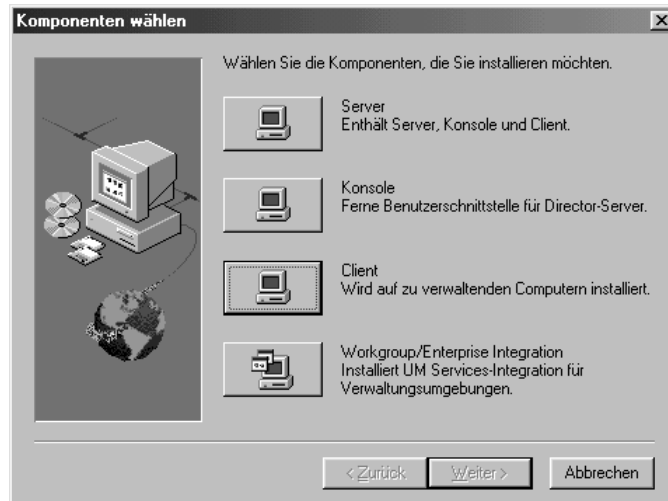 Komponenten wählen
Wählen Sie die Komponenten, die Sie installieren möchten.
Server
Enthält Server, Konsole und Client.
Konsole
Ferne Benutzerschnittstelle für Director-Server.
Client
Wird auf zu verwaltenden Computern installiert.
Workgroup/Enterprise Integration
Installiert UM Services-Integration für
Verwaltungsumgebungen.
< Zurück
Weiter >
Abbrechen